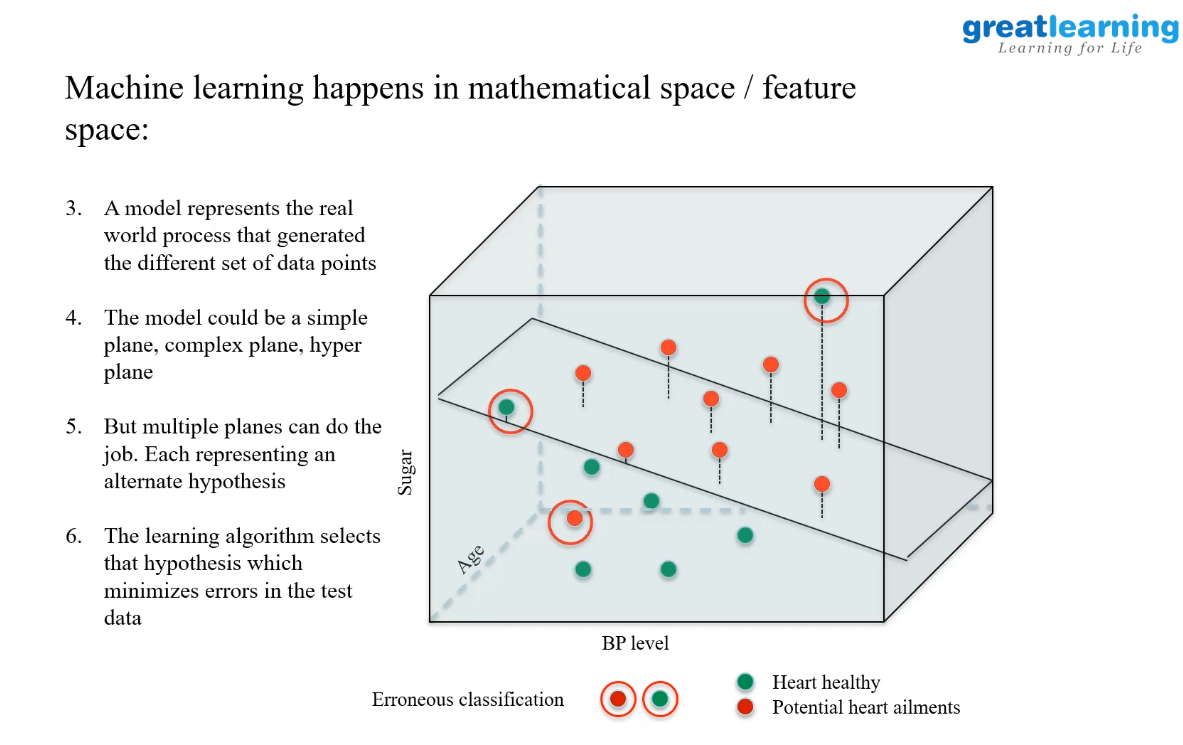 greatlearning
Learning for Life
Machine learning happens in mathematical space / feature
space:
3. A model represents the real
world process that generated
the different set of data points
4. The model could be a simple
plane, complex plane, hyper
plane
5. But multiple planes can do the
job. Each representing an
alternate hypothesis
6. The learning algorithm selects
that hypothesis which
minimizes errors in the test
data
Sugar
Age
BP level
Erroneous classification
Heart healthy
Potential heart ailments